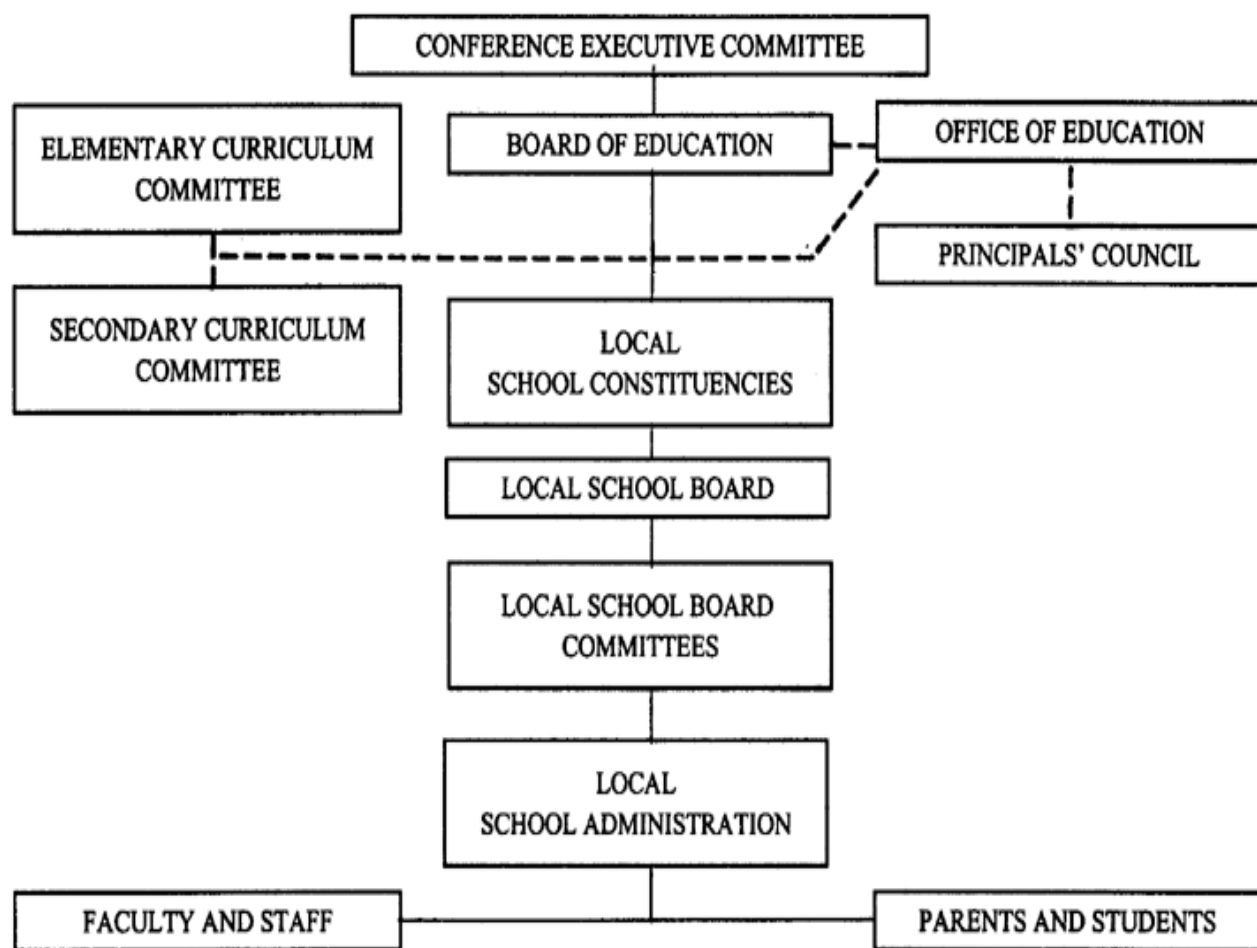 CONFERENCE EXECUTIVE COMMITTEE
ELEMENTARY CURRICULUM
COMMITTEE
BOARD OF EDUCATION
OFFICE OF EDUCATION
PRINCIPALS' COUNCIL
SECONDARY CURRICULUM
COMMITTEE
LOCAL
SCHOOL CONSTITUENCIES
LOCAL SCHOOL BOARD
LOCAL SCHOOL BOARD
COMMITTEES
LOCAL
SCHOOL ADMINISTRATION
FACULTY AND STAFF
PARENTS AND STUDENTS